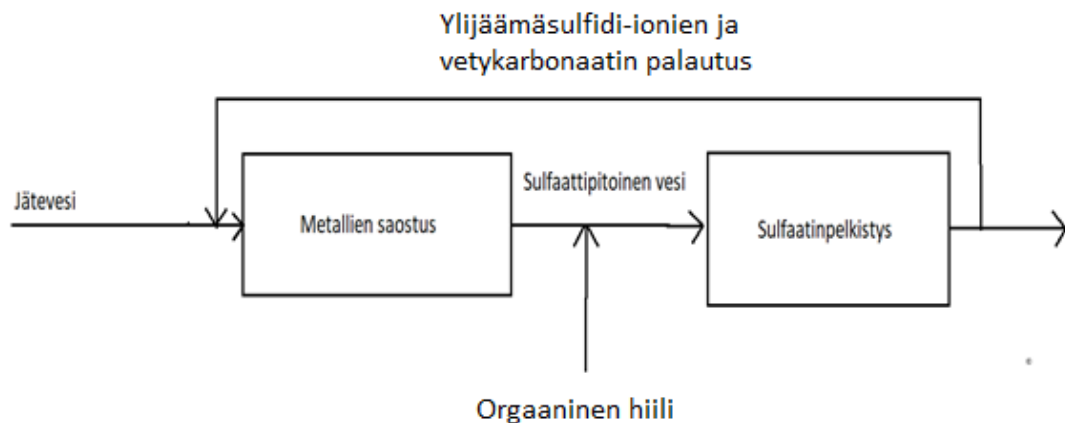 Ylijäämäsulfidi-ionien ja
vetykarbonaatin palautus
Jätevesi
Metallien saostus
Sulfaattipitoinen vesi
Sulfaatinpelkistys
Orgaaninen hiili